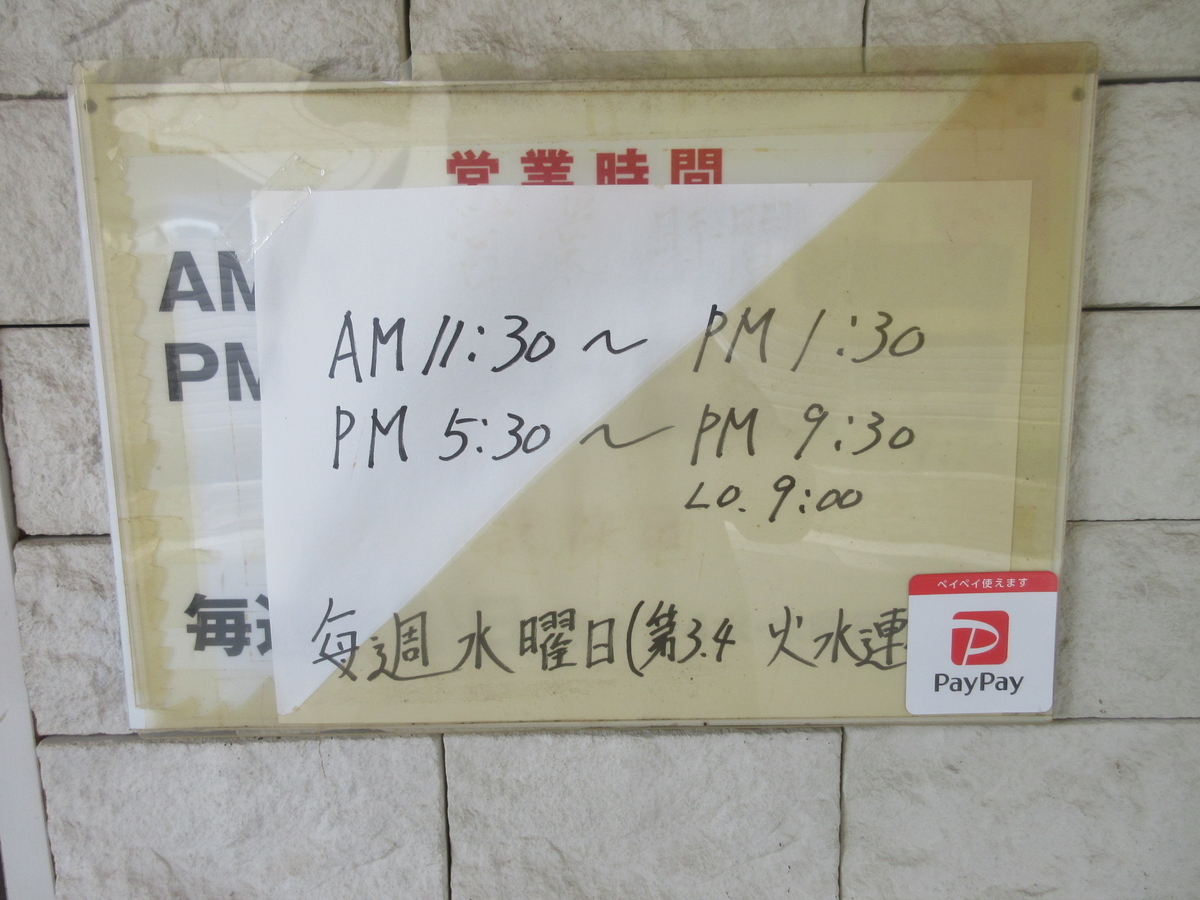 営業時間
AM
PM
AM 11:30 ～ PM 1:30
PM 5:30 ～ PM 9:30
LO. 9:00
毎週
毎週 水曜日(第3.4 火水連
ペイペイ使えます
PayPay